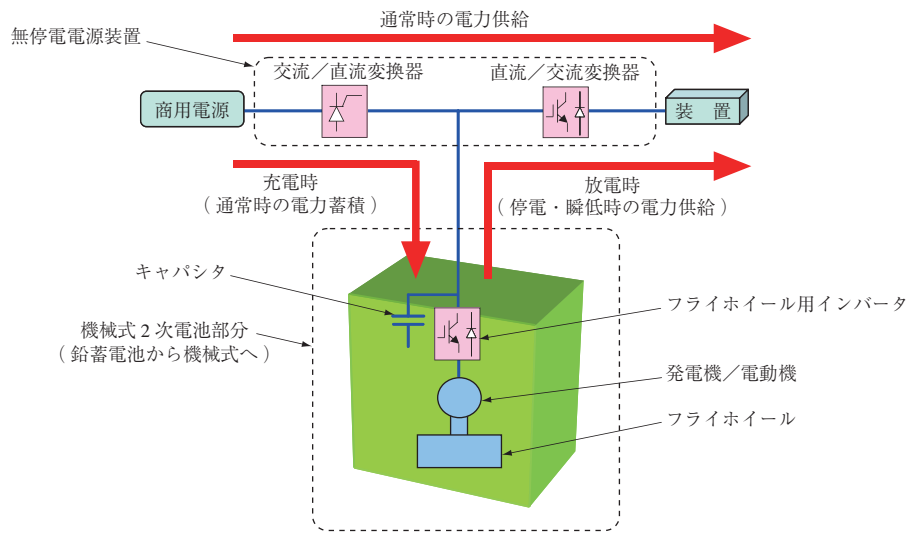 通常時の電力供給
無停電電源装置
交流／直流変換器
直流／交流変換器
商用電源
装　置
充電時
（ 通常時の電力蓄積 ）
放電時
（ 停電・瞬低時の電力供給 ）
キャパシタ
フライホイール用インバータ
機械式 2 次電池部分
（ 鉛蓄電池から機械式へ ）
発電機／電動機
フライホイール